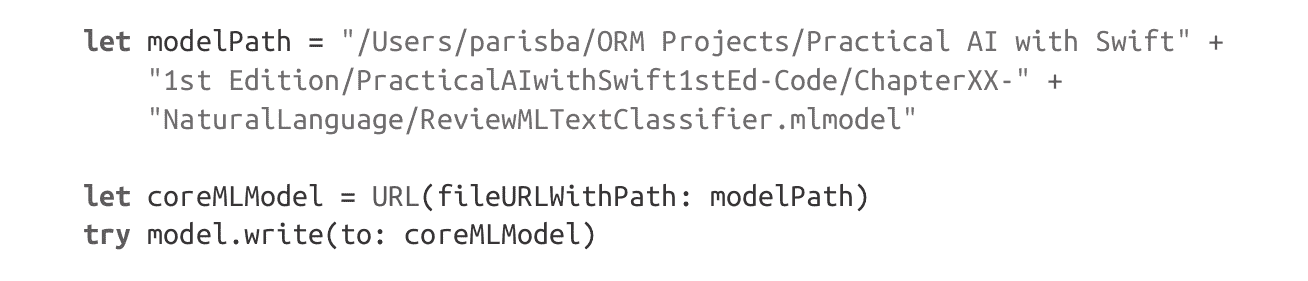 let modelPath = "/Users/parisba/ORM Projects/Practical AI with Swift" +
    "1st Edition/PracticalAIwithSwift1stEd-Code/ChapterXX-" +
    "NaturalLanguage/ReviewMLTextClassifier.mlmodel"

let coreMLModel = URL(fileURLWithPath: modelPath)
try model.write(to: coreMLModel)